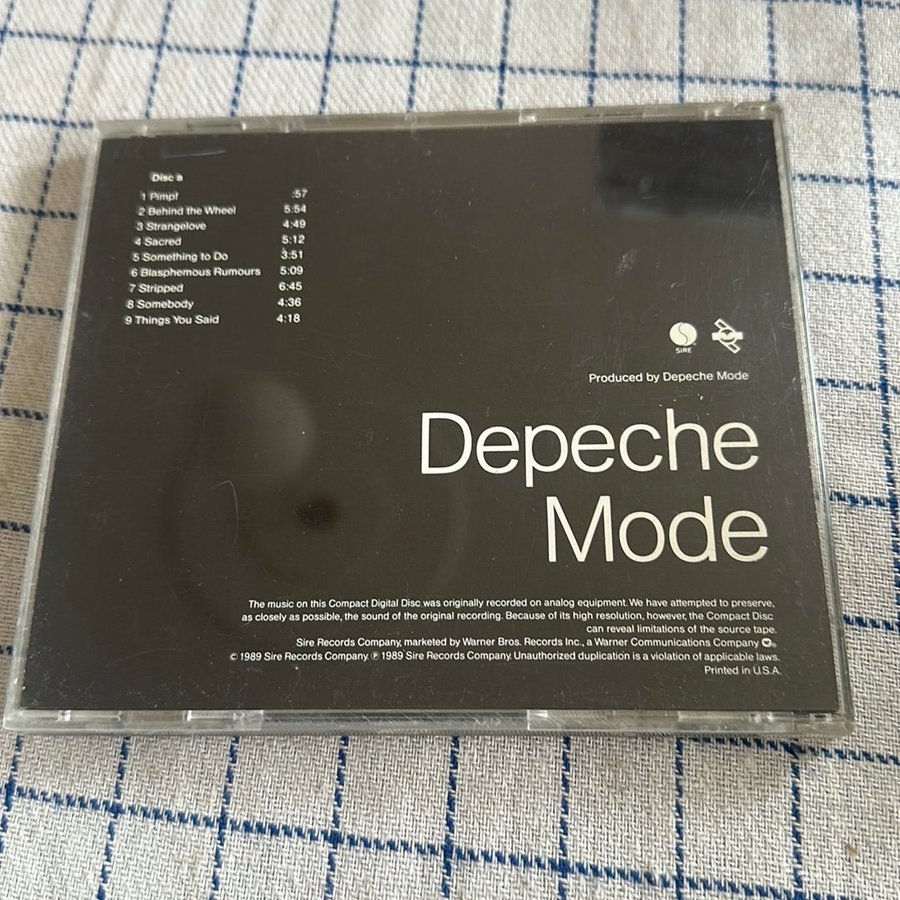 Disc a
1 Pimpf :57
2 Behind the Wheel 5:54
3 Strangelove 4:49
4 Sacred 5:12
5 Something to Do 3:51
6 Blasphemous Rumours 5:09
7 Stripped 6:45
8 Somebody 4:36
9 Things You Said 4:18
SIRE
Produced by Depeche Mode
Depeche
Mode
The music on this Compact Digital Disc was originally recorded on analog equipment. We have attempted to preserve,
as closely as possible, the sound of the original recording. Because of its high resolution, however, the Compact Disc
can reveal limitations of the source tape.
Sire Records Company, marketed by Warner Bros. Records Inc., a Warner Communications Company
© 1989 Sire Records Company. ℗ 1989 Sire Records Company. Unauthorized duplication is a violation of applicable laws.
Printed in U.S.A.